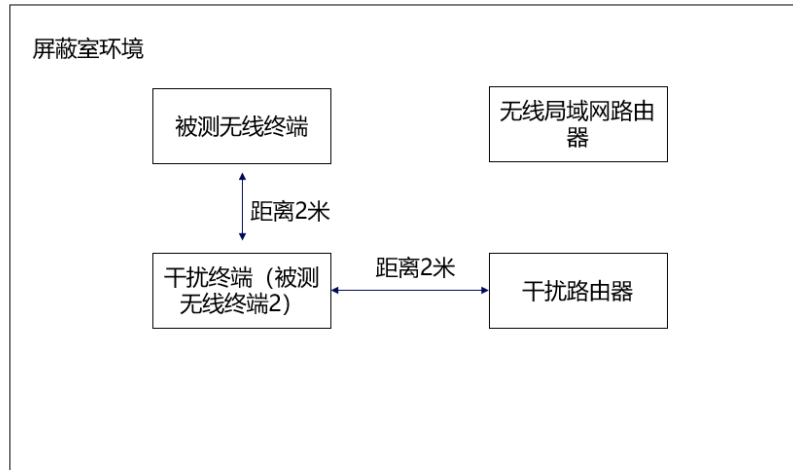 屏蔽室环境
被测无线终端
无线局域网路由
器
距离2米
距离2米
干扰终端（被测
无线终端2）
干扰路由器